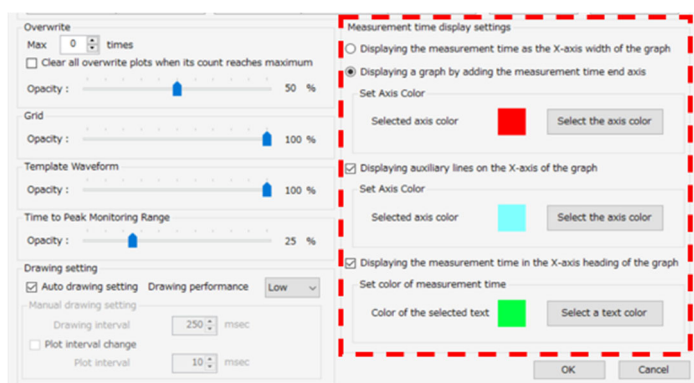 Overwrite
Max 0 times
Clear all overwrite plots when its count reaches maximum
Opacity : 50 %
Grid
Opacity : 100 %
Template Waveform
Opacity : 100 %
Time to Peak Monitoring Range
Opacity : 25 %
Drawing setting
Auto drawing setting Drawing performance Low
Manual drawing setting
Drawing interval 250 msec
Plot interval change
Plot interval 10 msec
Measurement time display settings
Displaying the measurement time as the X-axis width of the graph
Displaying a graph by adding the measurement time end axis
Set Axis Color
Selected axis color Select the axis color
Displaying auxiliary lines on the X-axis of the graph
Set Axis Color
Selected axis color Select the axis color
Displaying the measurement time in the X-axis heading of the graph
Set color of measurement time
Color of the selected text Select a text color
OK Cancel